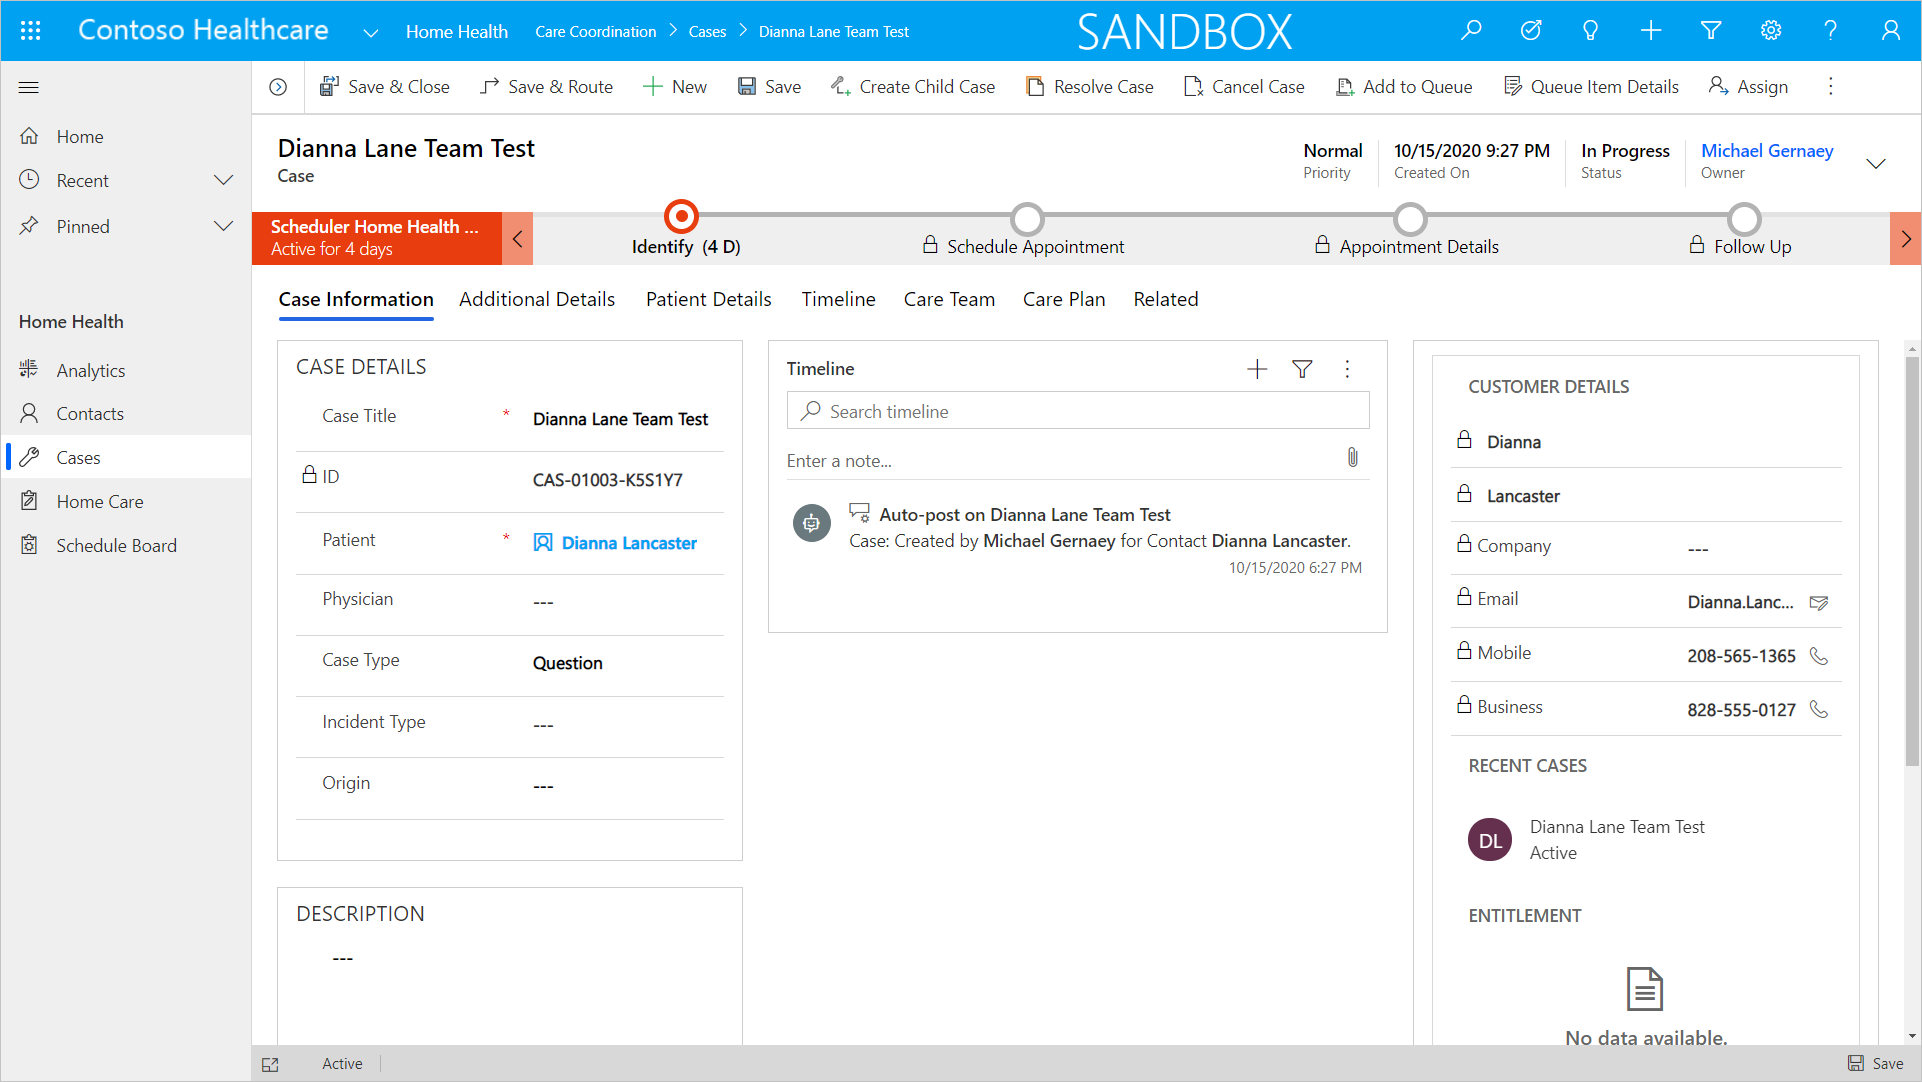 Contoso Healthcare Home Health Care Coordination Cases Dianna Lane Team Test SANDBOX
Save & Close Save & Route New Save Create Child Case Resolve Case Cancel Case Add to Queue Queue Item Details Assign
Home
Recent
Pinned
Home Health
Analytics
Contacts
Cases
Home Care
Schedule Board
Dianna Lane Team Test
Case
Normal
Priority
10/15/2020 9:27 PM
Created On
In Progress
Status
Michael Gernaey
Owner
Scheduler Home Health ...
Active for 4 days
Identify (4 D)
Schedule Appointment
Appointment Details
Follow Up
Case Information Additional Details Patient Details Timeline Care Team Care Plan Related
CASE DETAILS
Case Title * Dianna Lane Team Test
ID CAS-01003-K5S1Y7
Patient * Dianna Lancaster
Physician ---
Case Type Question
Incident Type ---
Origin ---
DESCRIPTION
---
Timeline
Search timeline
Enter a note...
Auto-post on Dianna Lane Team Test
Case: Created by Michael Gernaey for Contact Dianna Lancaster.
10/15/2020 6:27 PM
CUSTOMER DETAILS
Dianna
Lancaster
Company ---
Email Dianna.Lanc...
Mobile 208-565-1365
Business 828-555-0127
RECENT CASES
DL
Dianna Lane Team Test
Active
ENTITLEMENT
No data available.
Active
Save